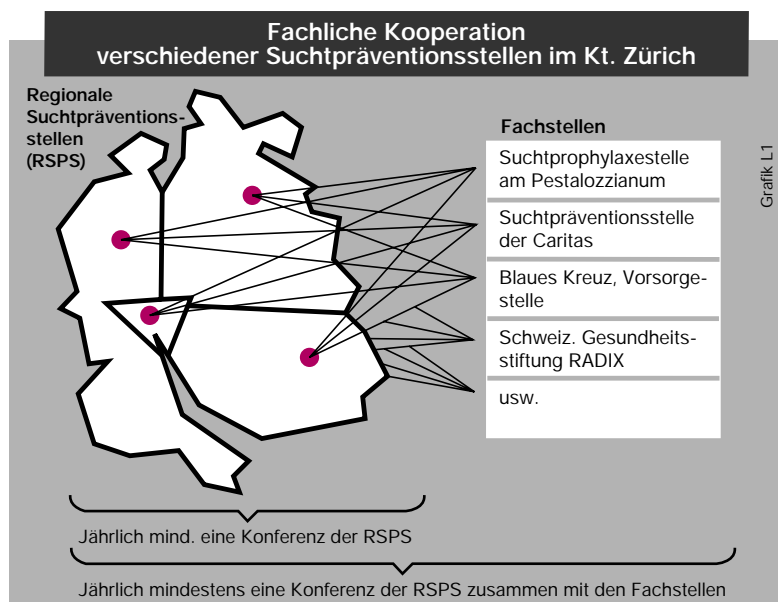 Fachliche Kooperation
verschiedener Suchtpräventionsstellen im Kt. Zürich
Regionale
Suchtpräventions-
stellen
(RSPS)
Fachstellen
Suchtprophylaxestelle
am Pestalozzianum
Suchtpräventionsstelle
der Caritas
Blaues Kreuz, Vorsorge-
stelle
Schweiz. Gesundheits-
stiftung RADIX
usw.
Grafik L1
Jährlich mind. eine Konferenz der RSPS
Jährlich mindestens eine Konferenz der RSPS zusammen mit den Fachstellen